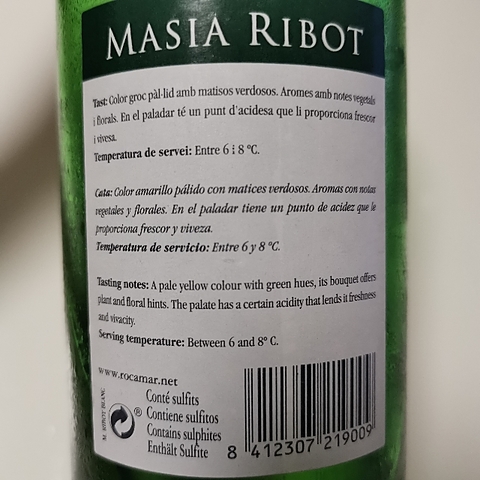 MASIA RIBOT
Tast: Color groc pàl·lid amb matisos verdosos. Aromes amb notes vegetals
i florals. En el paladar té un punt d'acidesa que li proporciona frescor
i vivesa.
Temperatura de servei: Entre 6 i 8 ºC.
Cata: Color amarillo pálido con matices verdosos. Aromas con notas
vegetales y florales. En el paladar tiene un punto de acidez que le
proporciona frescor y viveza.
Temperatura de servicio: Entre 6 y 8 ºC.
Tasting notes: A pale yellow colour with green hues, its bouquet offers
plant and floral hints. The palate has a certain acidity that lends it freshness
and vivacity.
Serving temperature: Between 6 and 8º C.
www.rocamar.net
M. RIBOT BLANC
®
Conté sulfits
Contiene sulfitos
Contains sulphites
Enthält Sulfite
8 412307 219009